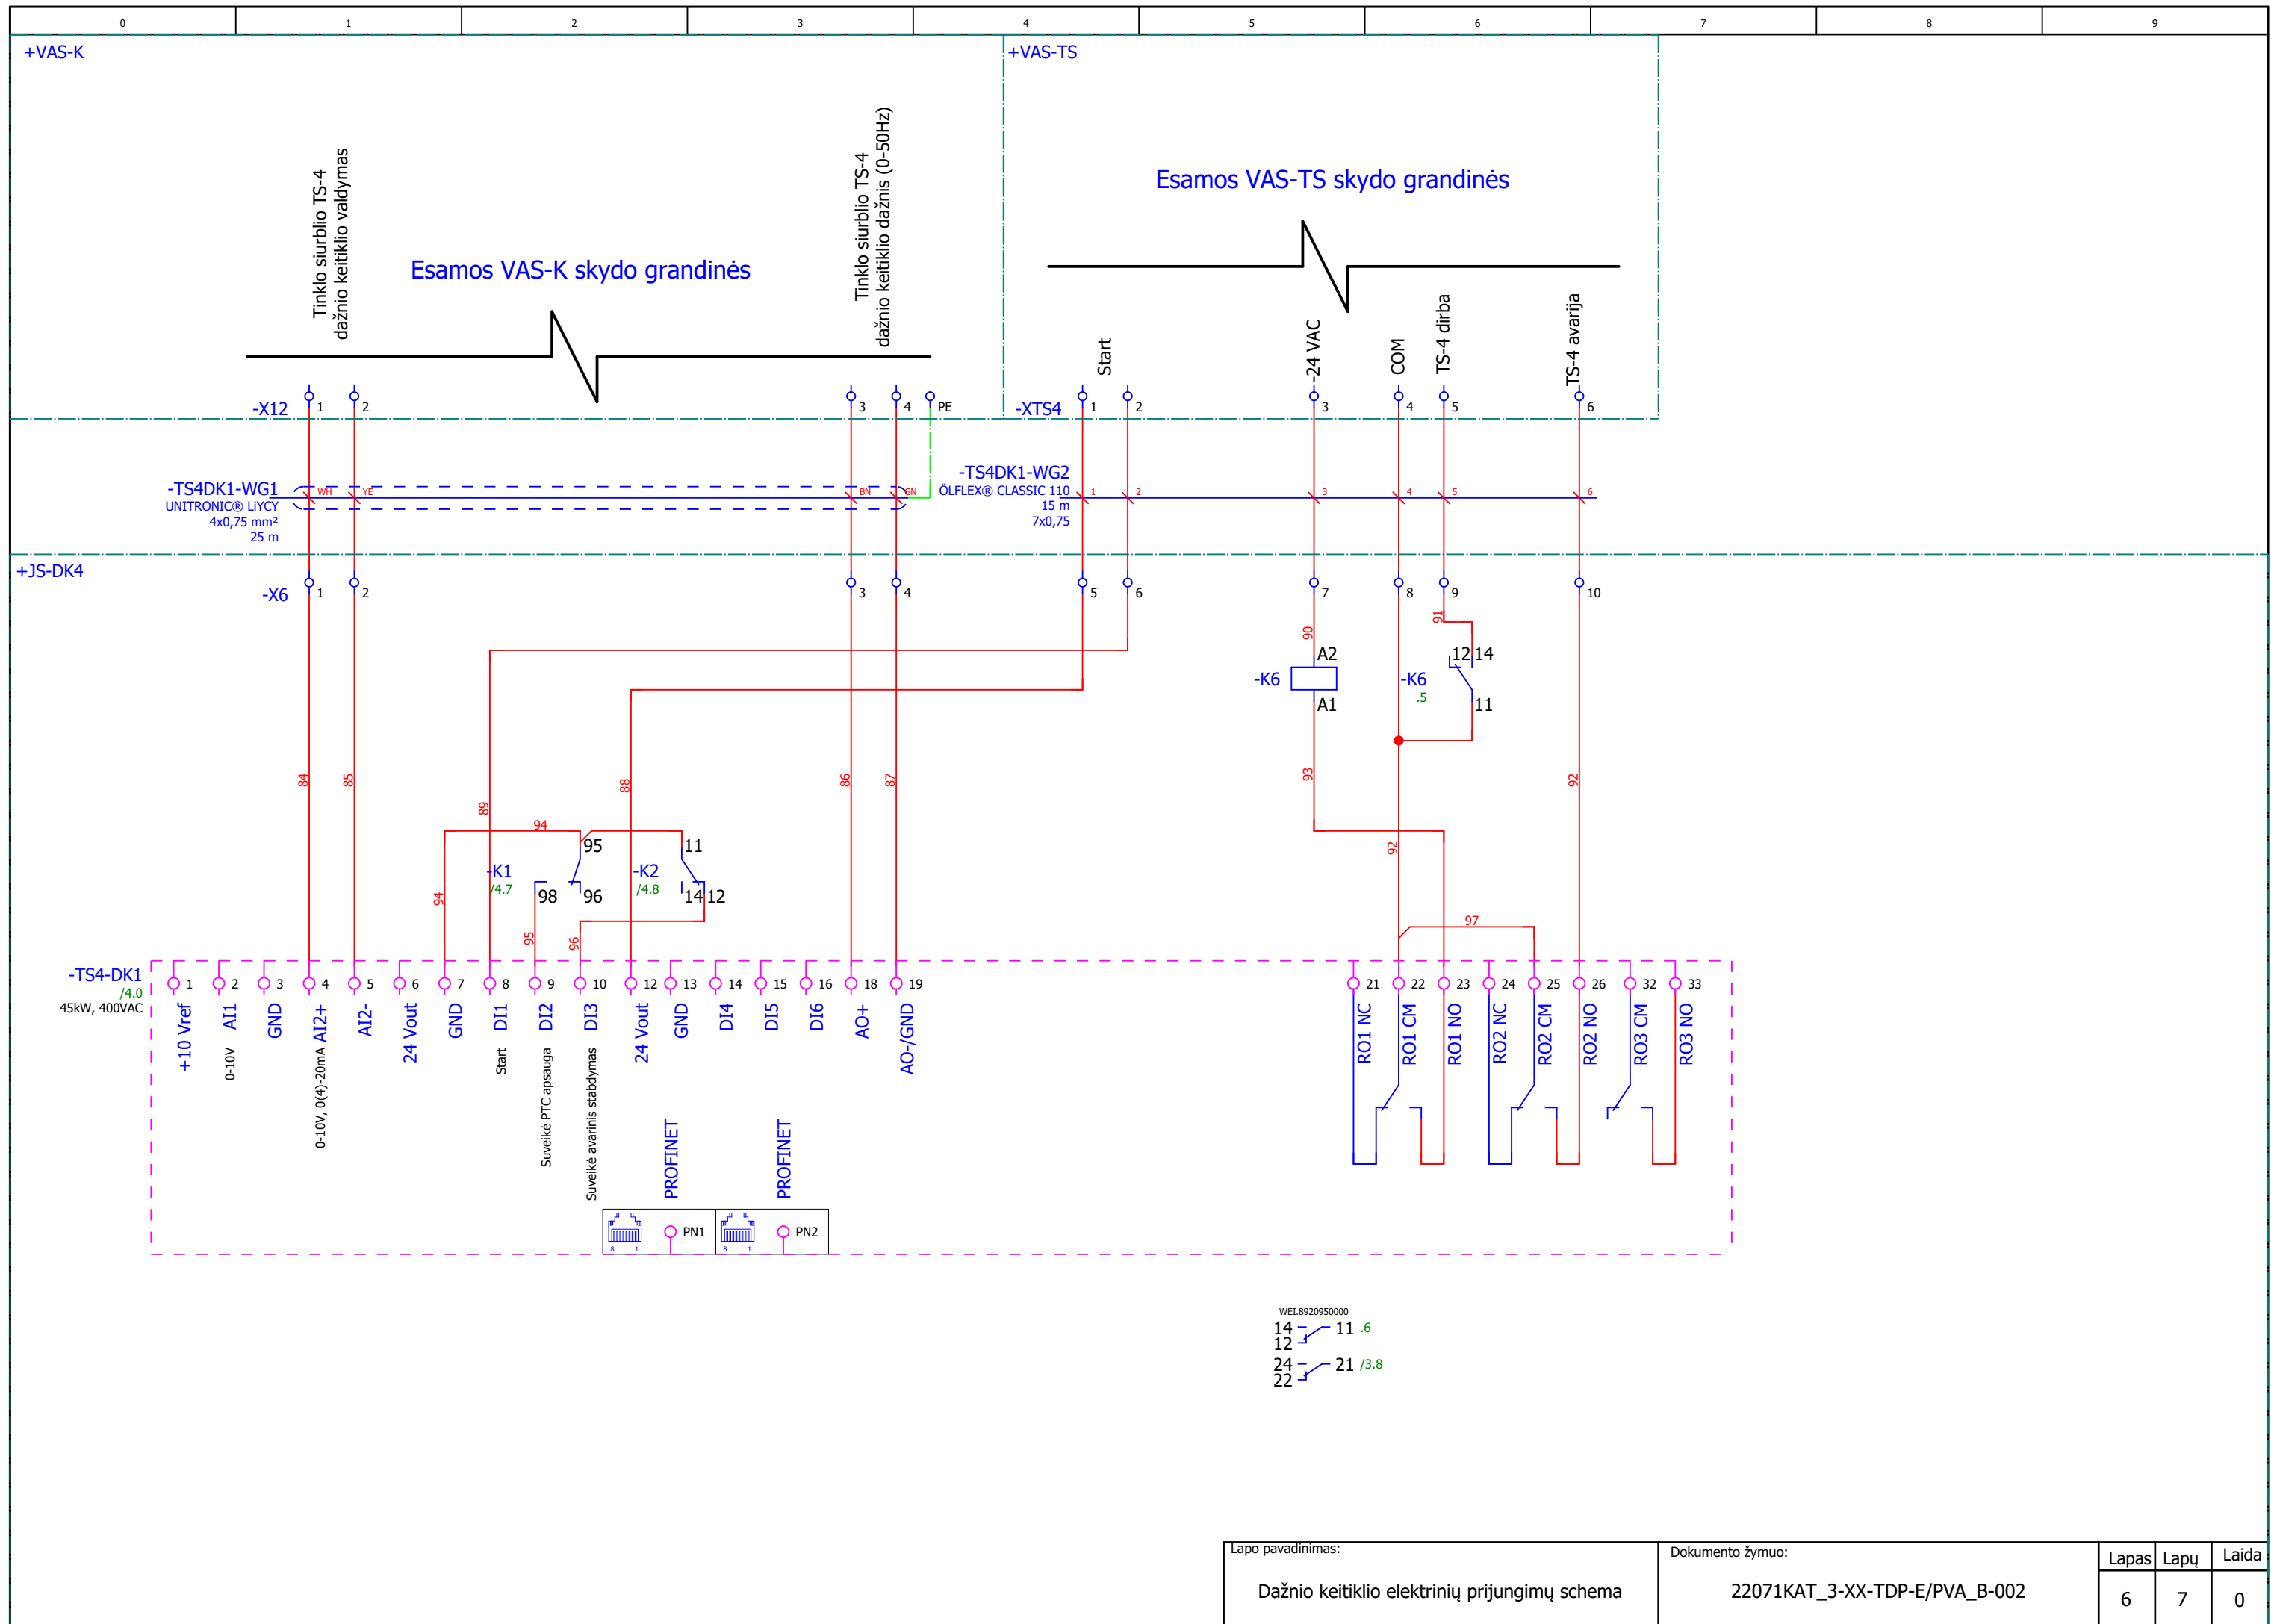 0 1 2 3 4 5 6 7 8 9
+VAS-K
+VAS-TS
Tinklo siurblio TS-4
dažnio keitiklio valdymas
Esamos VAS-K skydo grandinės
Tinklo siurblio TS-4
dažnio keitiklio dažnis (0-50Hz)
Esamos VAS-TS skydo grandinės
Start
-24 VAC
COM
TS-4 dirba
TS-4 avarija
-X12 1 2 3 4 PE
-XTS4 1 2 3 4 5 6
-TS4DK1-WG1
UNITRONIC® LiYCY
4x0,75 mm²
25 m
WH YE BN GN
-TS4DK1-WG2
ÖLFLEX® CLASSIC 110
15 m
7x0,75
1 2 3 4 5 6
+JS-DK4
-X6 1 2 3 4 5 6 7 8 9 10
90
91
-K6
A2
A1
-K6
.5
12 14
11
84
85
89
88
86
87
93
92
92
94
94
95
96
-K1
/4.7
95
98 96
-K2
/4.8
11
14 12
97
-TS4-DK1
/4.0
45kW, 400VAC
1 2 3 4 5 6 7 8 9 10 12 13 14 15 16 18 19 21 22 23 24 25 26 32 33
+10 Vref
AI1
0-10V
GND
AI2+
0-10V, 0(4)-20mA
AI2-
24 Vout
GND
DI1
Start
DI2
Suveikė PTC apsauga
DI3
Suveikė avarinis stabdymas
24 Vout
GND
DI4
DI5
DI6
AO+
AO-/GND
RO1 NC
RO1 CM
RO1 NO
RO2 NC
RO2 CM
RO2 NO
RO3 CM
RO3 NO
PROFINET
PROFINET
8 1 PN1
8 1 PN2
WEI.8920950000
14 11 .6
12
24 21 /3.8
22
Lapo pavadinimas:
Dažnio keitiklio elektrinių prijungimų schema
Dokumento žymuo:
22071KAT_3-XX-TDP-E/PVA_B-002
Lapas Lapų Laida
6 7 0